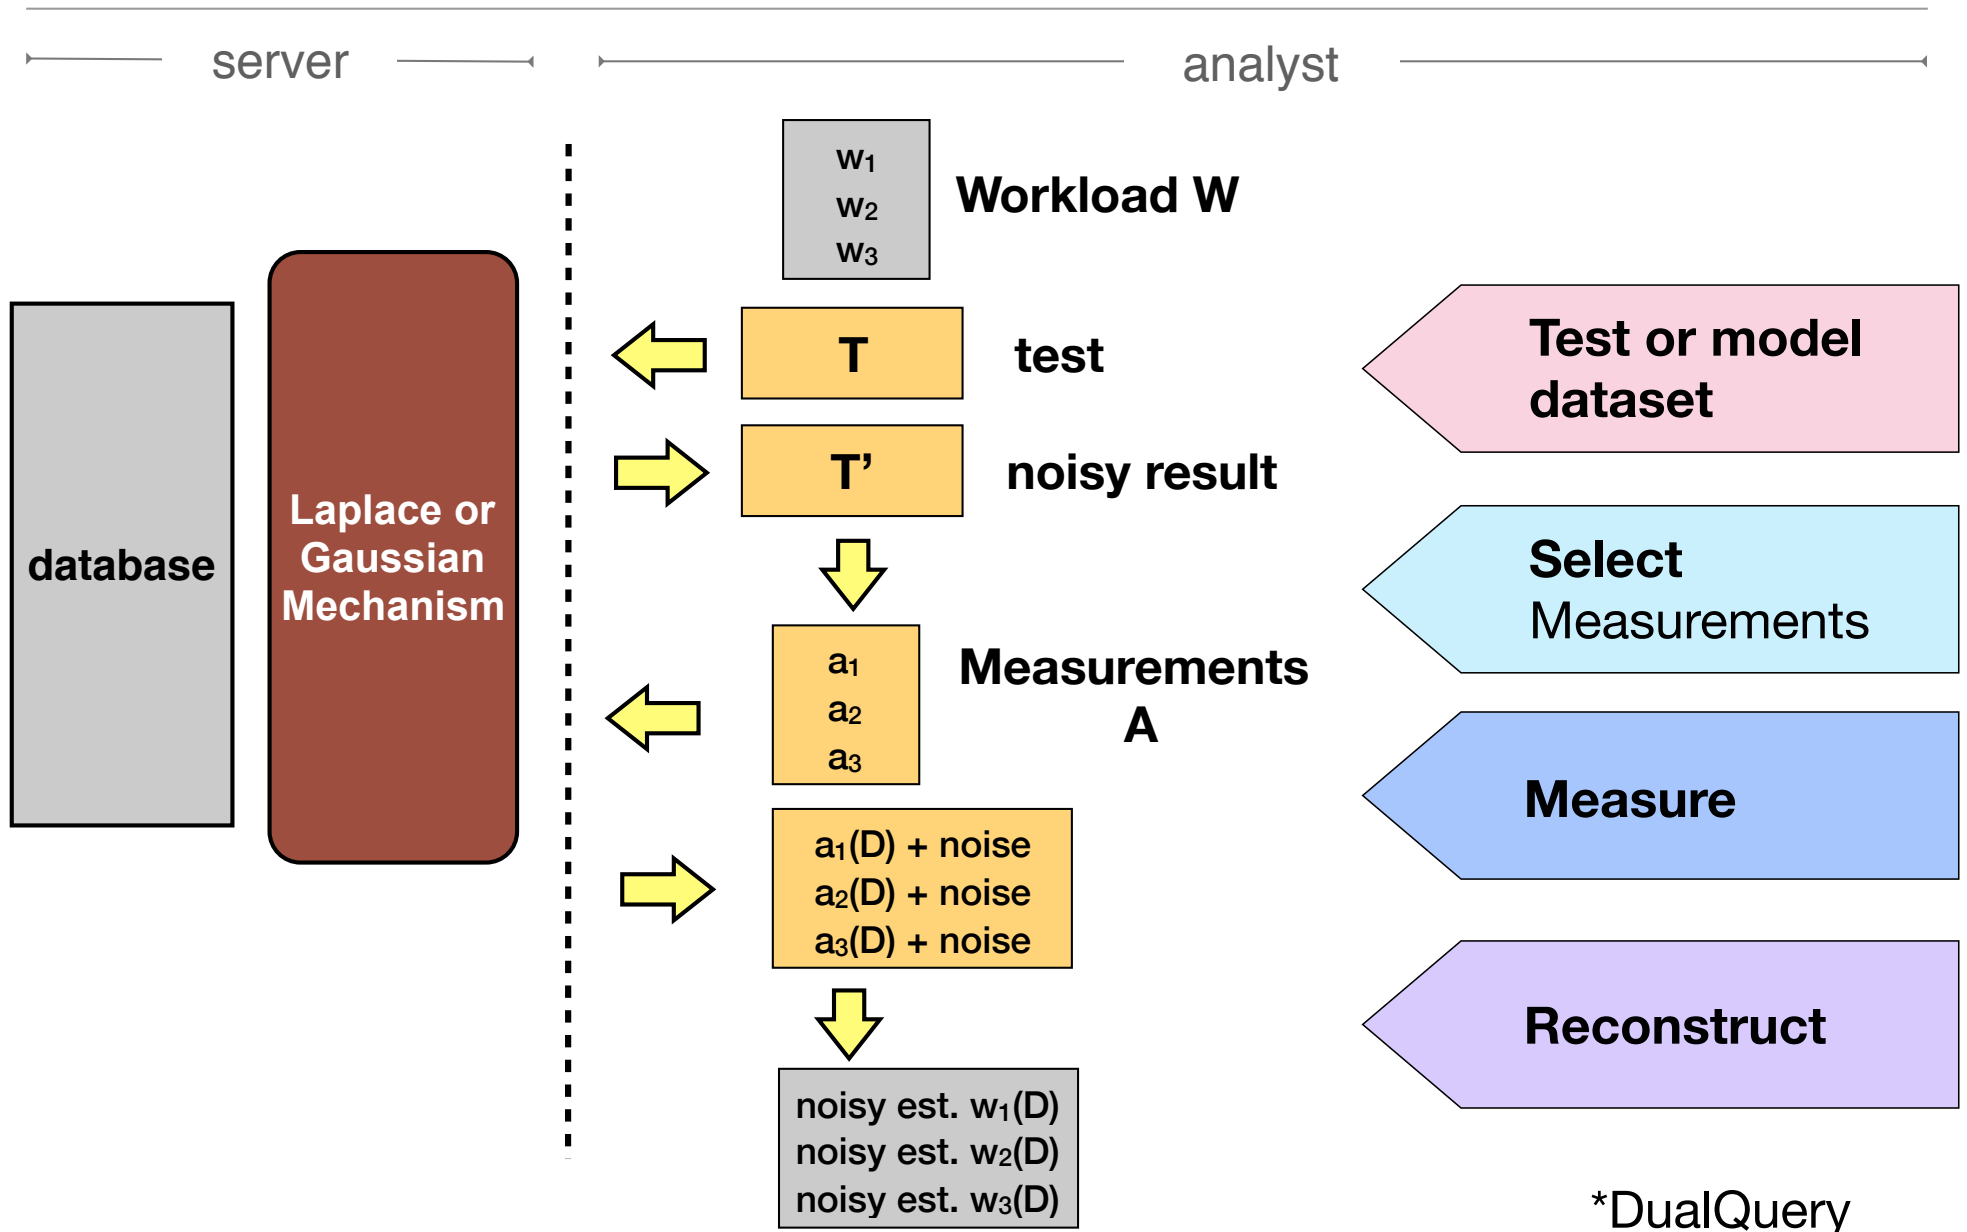 server
analyst
w1
w2
w3
Workload W
T
test
T’
noisy result
Test or model
dataset
database
Laplace or
Gaussian
Mechanism
Select
Measurements
a1
a2
a3
Measurements
A
Measure
a1(D) + noise
a2(D) + noise
a3(D) + noise
Reconstruct
noisy est. w1(D)
noisy est. w2(D)
noisy est. w3(D)
*DualQuery